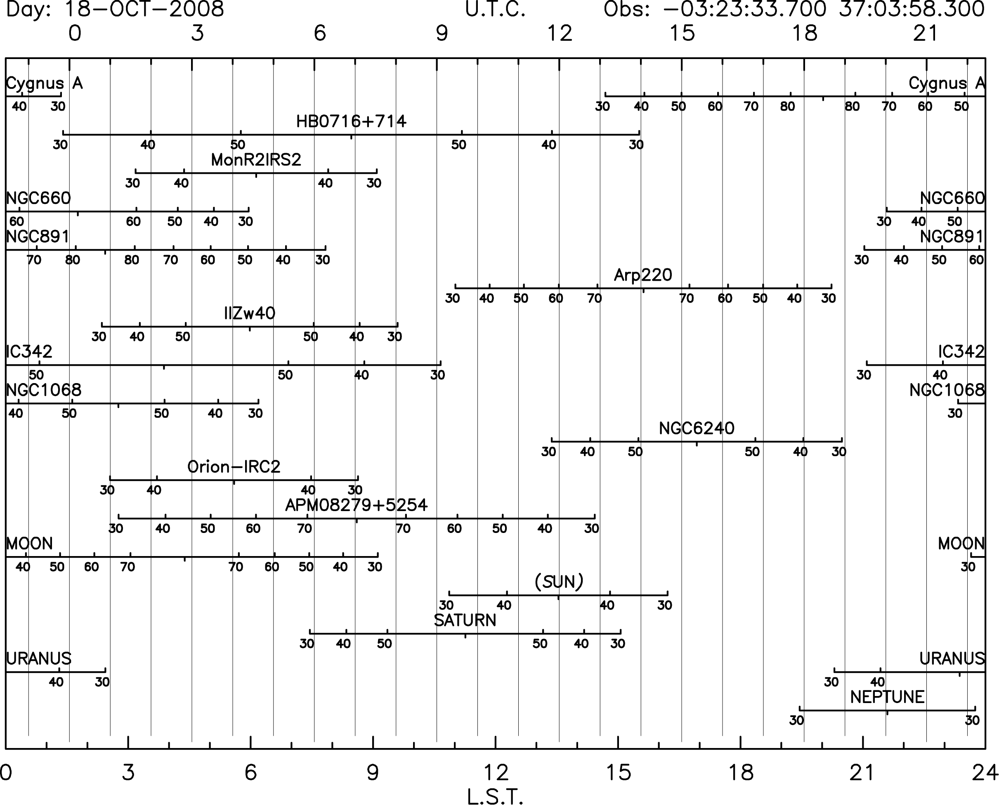 Day: 18-OCT-2008 U.T.C. Obs: -03:23:33.700 37:03:58.300
0 3 6 9 12 15 18 21
Cygnus A Cygnus A
40 30 30 40 50 60 70 80 80 70 60 50
HB0716+714
30 40 50 50 40 30
MonR2IRS2
30 40 40 30
NGC660 NGC660
60 60 50 40 30 30 40 50
NGC891 NGC891
70 80 80 70 60 50 40 30 30 40 50 60
Arp220
30 40 50 60 70 70 60 50 40 30
IIZw40
30 40 50 50 40 30
IC342 IC342
50 50 40 30 30 40
NGC1068 NGC1068
40 50 50 40 30 30
NGC6240
30 40 50 50 40 30
Orion-IRC2
30 40 40 30
APM08279+5254
30 40 50 60 70 70 60 50 40 30
MOON MOON
40 50 60 70 70 60 50 40 30 30
(SUN)
30 40 40 30
SATURN
30 40 50 50 40 30
URANUS URANUS
40 30 30 40
NEPTUNE
30 30
0 3 6 9 12 15 18 21 24
L.S.T.